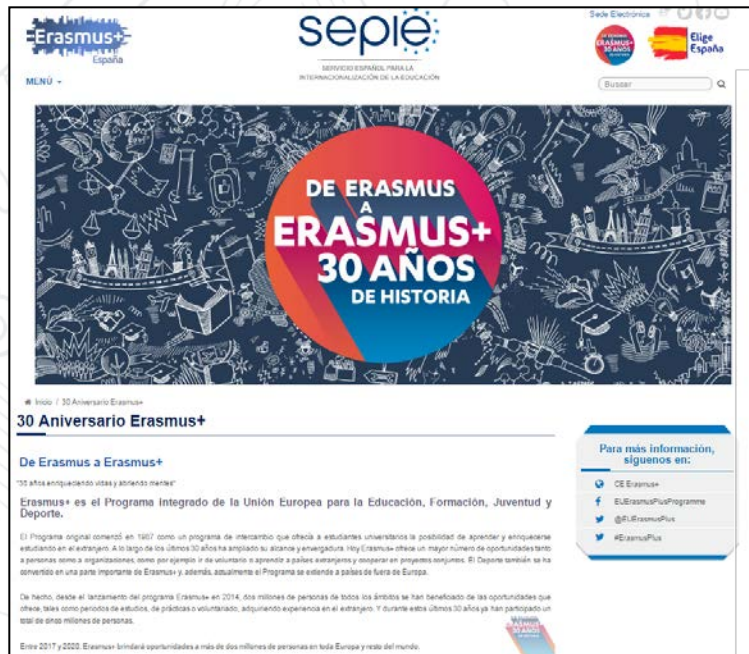 Erasmus+
España
sepie
SERVICIO ESPAÑOL PARA LA
INTERNACIONALIZACIÓN DE LA EDUCACIÓN
Sede Electrónica
Elige
España
MENÚ
Buscar
DE ERASMUS
A
ERASMUS+
30 AÑOS
DE HISTORIA
Inicio / 30 Aniversario Erasmus+
30 Aniversario Erasmus+
De Erasmus a Erasmus+
"30 años enriqueciendo vidas y abriendo mentes"
Erasmus+ es el Programa integrado de la Unión Europea para la Educación, Formación, Juventud y
Deporte.
El Programa original comenzó en 1987 como un programa de intercambio que ofrecía a estudiantes universitarios la posibilidad de aprender y enriquecerse
estudiando en el extranjero. A lo largo de los últimos 30 años ha ampliado su alcance y envergadura. Hoy Erasmus+ ofrece un mayor número de oportunidades tanto
a personas como a organizaciones, como por ejemplo ir de voluntario o aprendiz a países extranjeros y cooperar en proyectos conjuntos. El Deporte también se ha
convertido en una parte importante de Erasmus+ y, además, actualmente el Programa se extiende a países de fuera de Europa.
De hecho, desde el lanzamiento del programa Erasmus+ en 2014, dos millones de personas de todos los ámbitos se han beneficiado de las oportunidades que
ofrece, tales como periodos de estudios, de prácticas o voluntariado, adquiriendo experiencia en el extranjero. Y durante estos últimos 30 años ya han participado un
total de cinco millones de personas.
Entre 2017 y 2020, Erasmus+ brindará oportunidades a más de dos millones de personas en toda Europa y resto del mundo.
Para más información,
síguenos en:
CE Erasmus+
EUErasmusPlusProgramme
@EUErasmusPlus
#ErasmusPlus